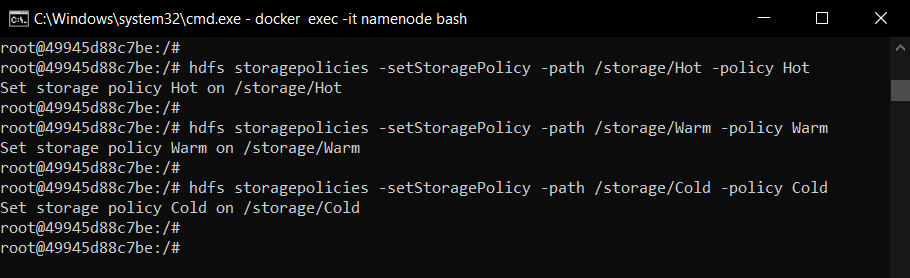 C:\Windows\system32\cmd.exe - docker  exec -it namenode bash
root@49945d88c7be:/#
root@49945d88c7be:/# hdfs storagepolicies -setStoragePolicy -path /storage/Hot -policy Hot
Set storage policy Hot on /storage/Hot
root@49945d88c7be:/#
root@49945d88c7be:/# hdfs storagepolicies -setStoragePolicy -path /storage/Warm -policy Warm
Set storage policy Warm on /storage/Warm
root@49945d88c7be:/#
root@49945d88c7be:/# hdfs storagepolicies -setStoragePolicy -path /storage/Cold -policy Cold
Set storage policy Cold on /storage/Cold
root@49945d88c7be:/#
root@49945d88c7be:/#